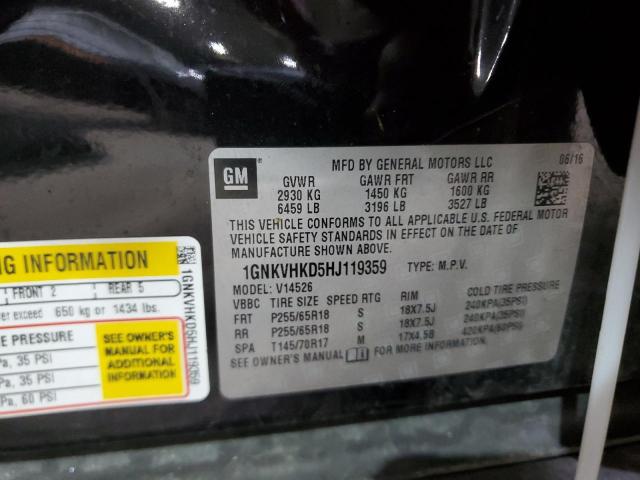 MFD BY GENERAL MOTORS LLC 06/16
GM
GVWR GAWR FRT GAWR RR
2930 KG 1450 KG 1600 KG
6459 LB 3196 LB 3527 LB
THIS VEHICLE CONFORMS TO ALL APPLICABLE U.S. FEDERAL MOTOR
VEHICLE SAFETY STANDARDS IN EFFECT ON THE DATE OF
MANUFACTURE SHOWN ABOVE.
1GNKVHKD5HJ119359 TYPE: M.P.V.
MODEL: V14526
VBBC TIRE SIZE SPEED RTG RIM COLD TIRE PRESSURE
FRT P255/65R18 S 18X7.5J 240KPA(35PSI)
RR P255/65R18 S 18X7.5J 240KPA(35PSI)
SPA T145/70R17 M 17X4.5B 420KPA(60PSI)
SEE OWNER'S MANUAL FOR MORE INFORMATION.
NG INFORMATION
FRONT 2 REAR 5
ever exceed 650 kg or 1434 lbs.
E PRESSURE
Pa, 35 PSI
Pa, 35 PSI
Pa, 60 PSI
SEE OWNER'S
MANUAL FOR
ADDITIONAL
INFORMATION
1GNKVHKD5HJ119359